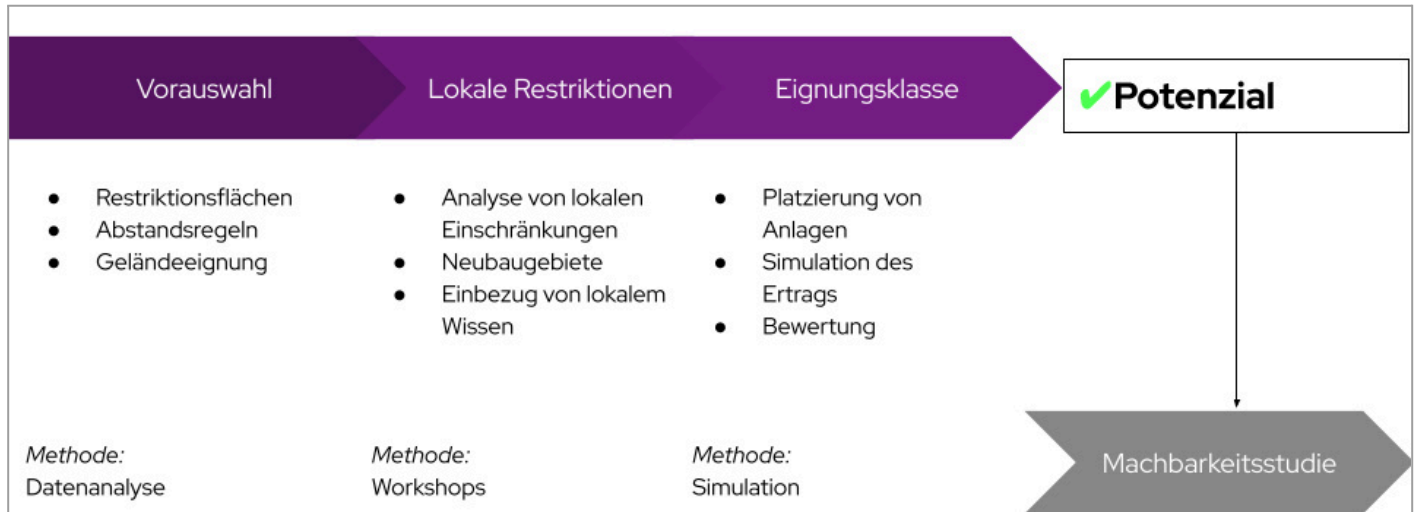 Vorauswahl
Lokale Restriktionen
Eignungsklasse
✔Potenzial
● Restriktionsflächen
● Abstandsregeln
● Geländeeignung
● Analyse von lokalen
Einschränkungen
● Neubaugebiete
● Einbezug von lokalem
Wissen
● Platzierung von
Anlagen
● Simulation des
Ertrags
● Bewertung
Methode:
Datenanalyse
Methode:
Workshops
Methode:
Simulation
Machbarkeitsstudie